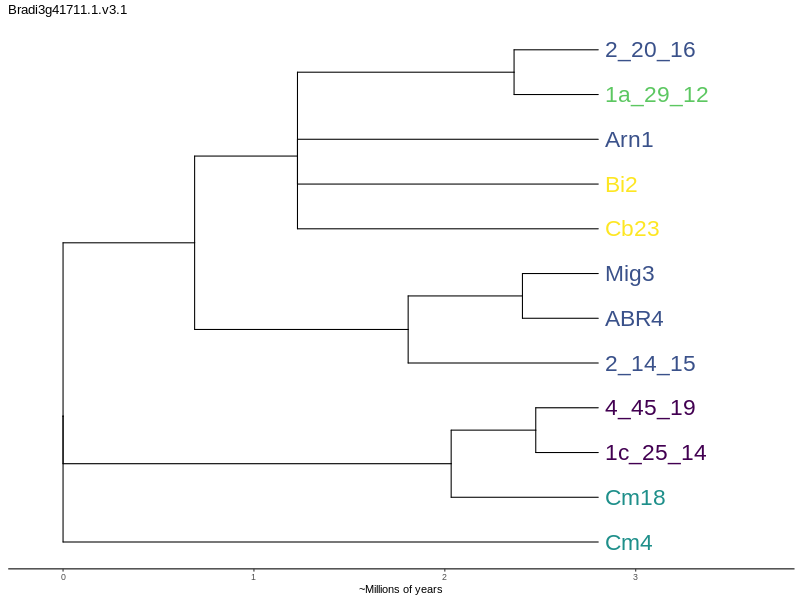 Bradi3g41711.1.v3.1
2_20_16
1a_29_12
Arn1
Bi2
Cb23
Mig3
ABR4
2_14_15
4_45_19
1c_25_14
Cm18
Cm4
0 1 2 3
~Millions of years